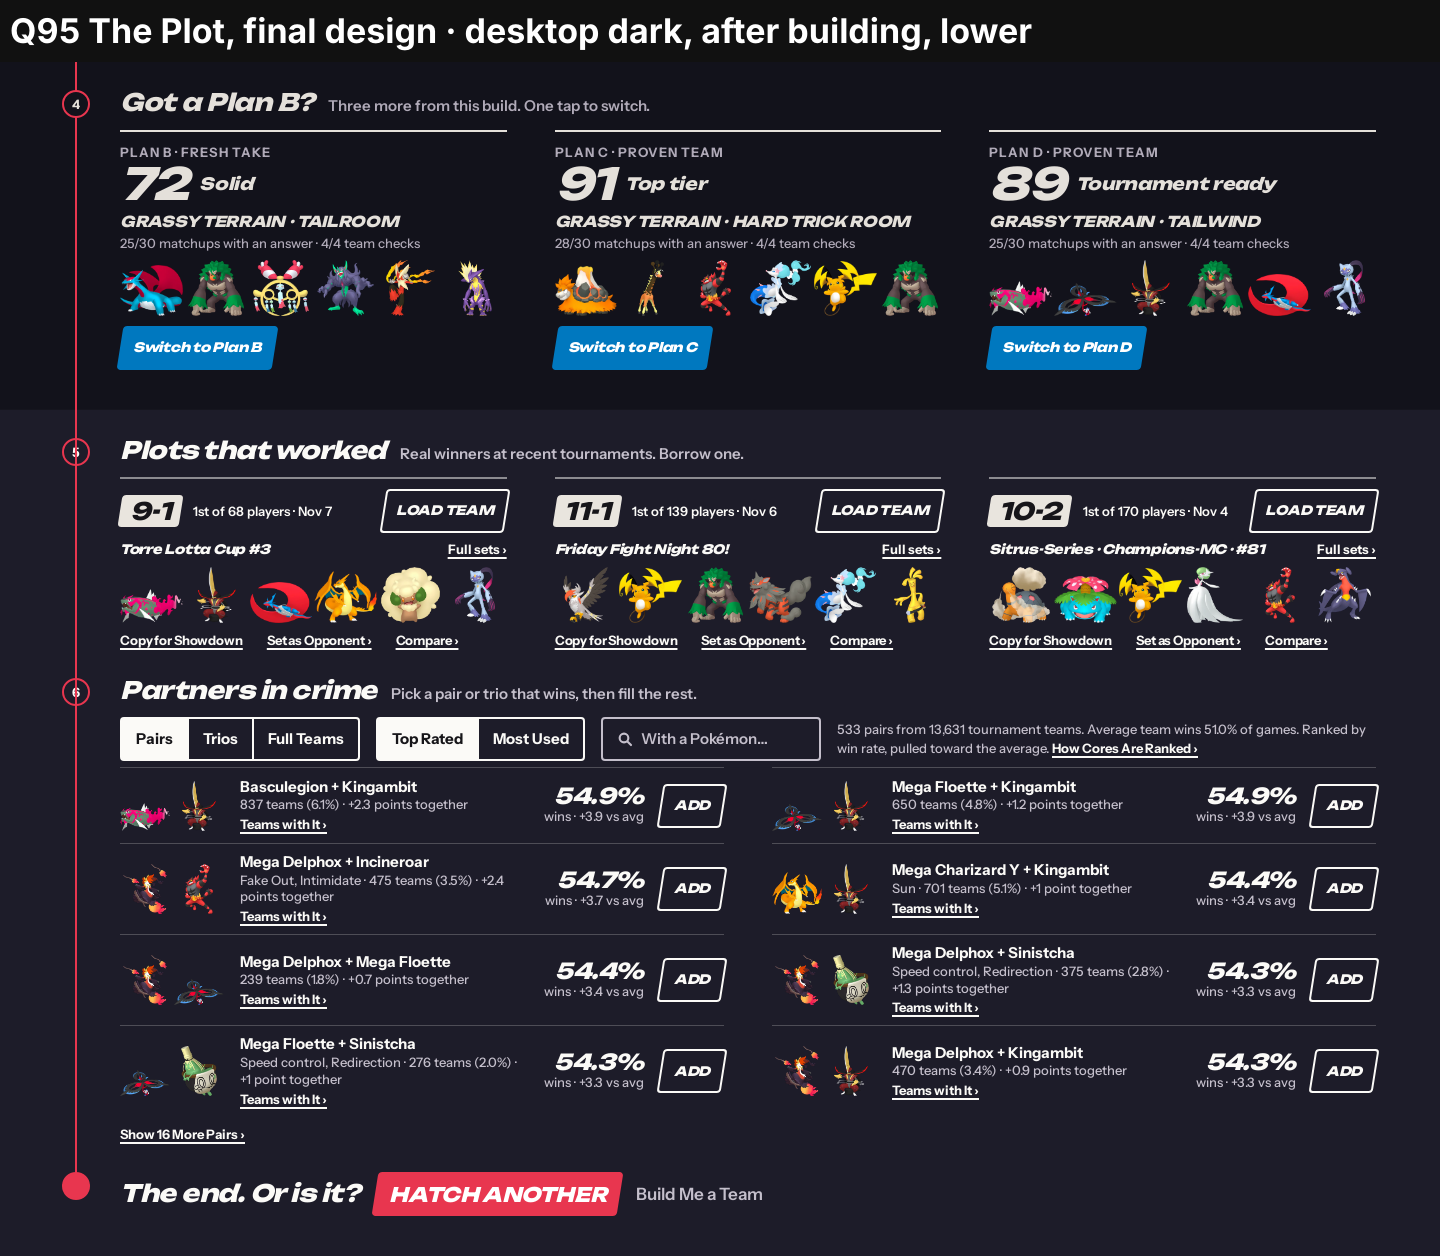 Q95 The Plot, final design · desktop dark, after building, lower
4
Got a Plan B? Three more from this build. One tap to switch.
PLAN B · FRESH TAKE
72 Solid
GRASSY TERRAIN · TAILROOM
25/30 matchups with an answer · 4/4 team checks
Switch to Plan B
PLAN C · PROVEN TEAM
91 Top tier
GRASSY TERRAIN · HARD TRICK ROOM
28/30 matchups with an answer · 4/4 team checks
Switch to Plan C
PLAN D · PROVEN TEAM
89 Tournament ready
GRASSY TERRAIN · TAILWIND
25/30 matchups with an answer · 4/4 team checks
Switch to Plan D
5
Plots that worked Real winners at recent tournaments. Borrow one.
9-1 1st of 68 players · Nov 7 LOAD TEAM
Torre Lotta Cup #3 Full sets ›
Copy for Showdown Set as Opponent › Compare ›
11-1 1st of 139 players · Nov 6 LOAD TEAM
Friday Fight Night 80! Full sets ›
Copy for Showdown Set as Opponent › Compare ›
10-2 1st of 170 players · Nov 4 LOAD TEAM
Sitrus-Series · Champions-MC · #81 Full sets ›
Copy for Showdown Set as Opponent › Compare ›
6
Partners in crime Pick a pair or trio that wins, then fill the rest.
Pairs Trios Full Teams Top Rated Most Used With a Pokémon...
533 pairs from 13,631 tournament teams. Average team wins 51.0% of games. Ranked by
win rate, pulled toward the average. How Cores Are Ranked ›
Basculegion + Kingambit
837 teams (6.1%) · +2.3 points together
Teams with It ›
54.9%
wins · +3.9 vs avg
ADD
Mega Floette + Kingambit
650 teams (4.8%) · +1.2 points together
Teams with It ›
54.9%
wins · +3.9 vs avg
ADD
Mega Delphox + Incineroar
Fake Out, Intimidate · 475 teams (3.5%) · +2.4
points together
Teams with It ›
54.7%
wins · +3.7 vs avg
ADD
Mega Charizard Y + Kingambit
Sun · 701 teams (5.1%) · +1 point together
Teams with It ›
54.4%
wins · +3.4 vs avg
ADD
Mega Delphox + Mega Floette
239 teams (1.8%) · +0.7 points together
Teams with It ›
54.4%
wins · +3.4 vs avg
ADD
Mega Delphox + Sinistcha
Speed control, Redirection · 375 teams (2.8%) ·
+1.3 points together
Teams with It ›
54.3%
wins · +3.3 vs avg
ADD
Mega Floette + Sinistcha
Speed control, Redirection · 276 teams (2.0%) ·
+1 point together
Teams with It ›
54.3%
wins · +3.3 vs avg
ADD
Mega Delphox + Kingambit
470 teams (3.4%) · +0.9 points together
Teams with It ›
54.3%
wins · +3.3 vs avg
ADD
Show 16 More Pairs ›
The end. Or is it? HATCH ANOTHER Build Me a Team